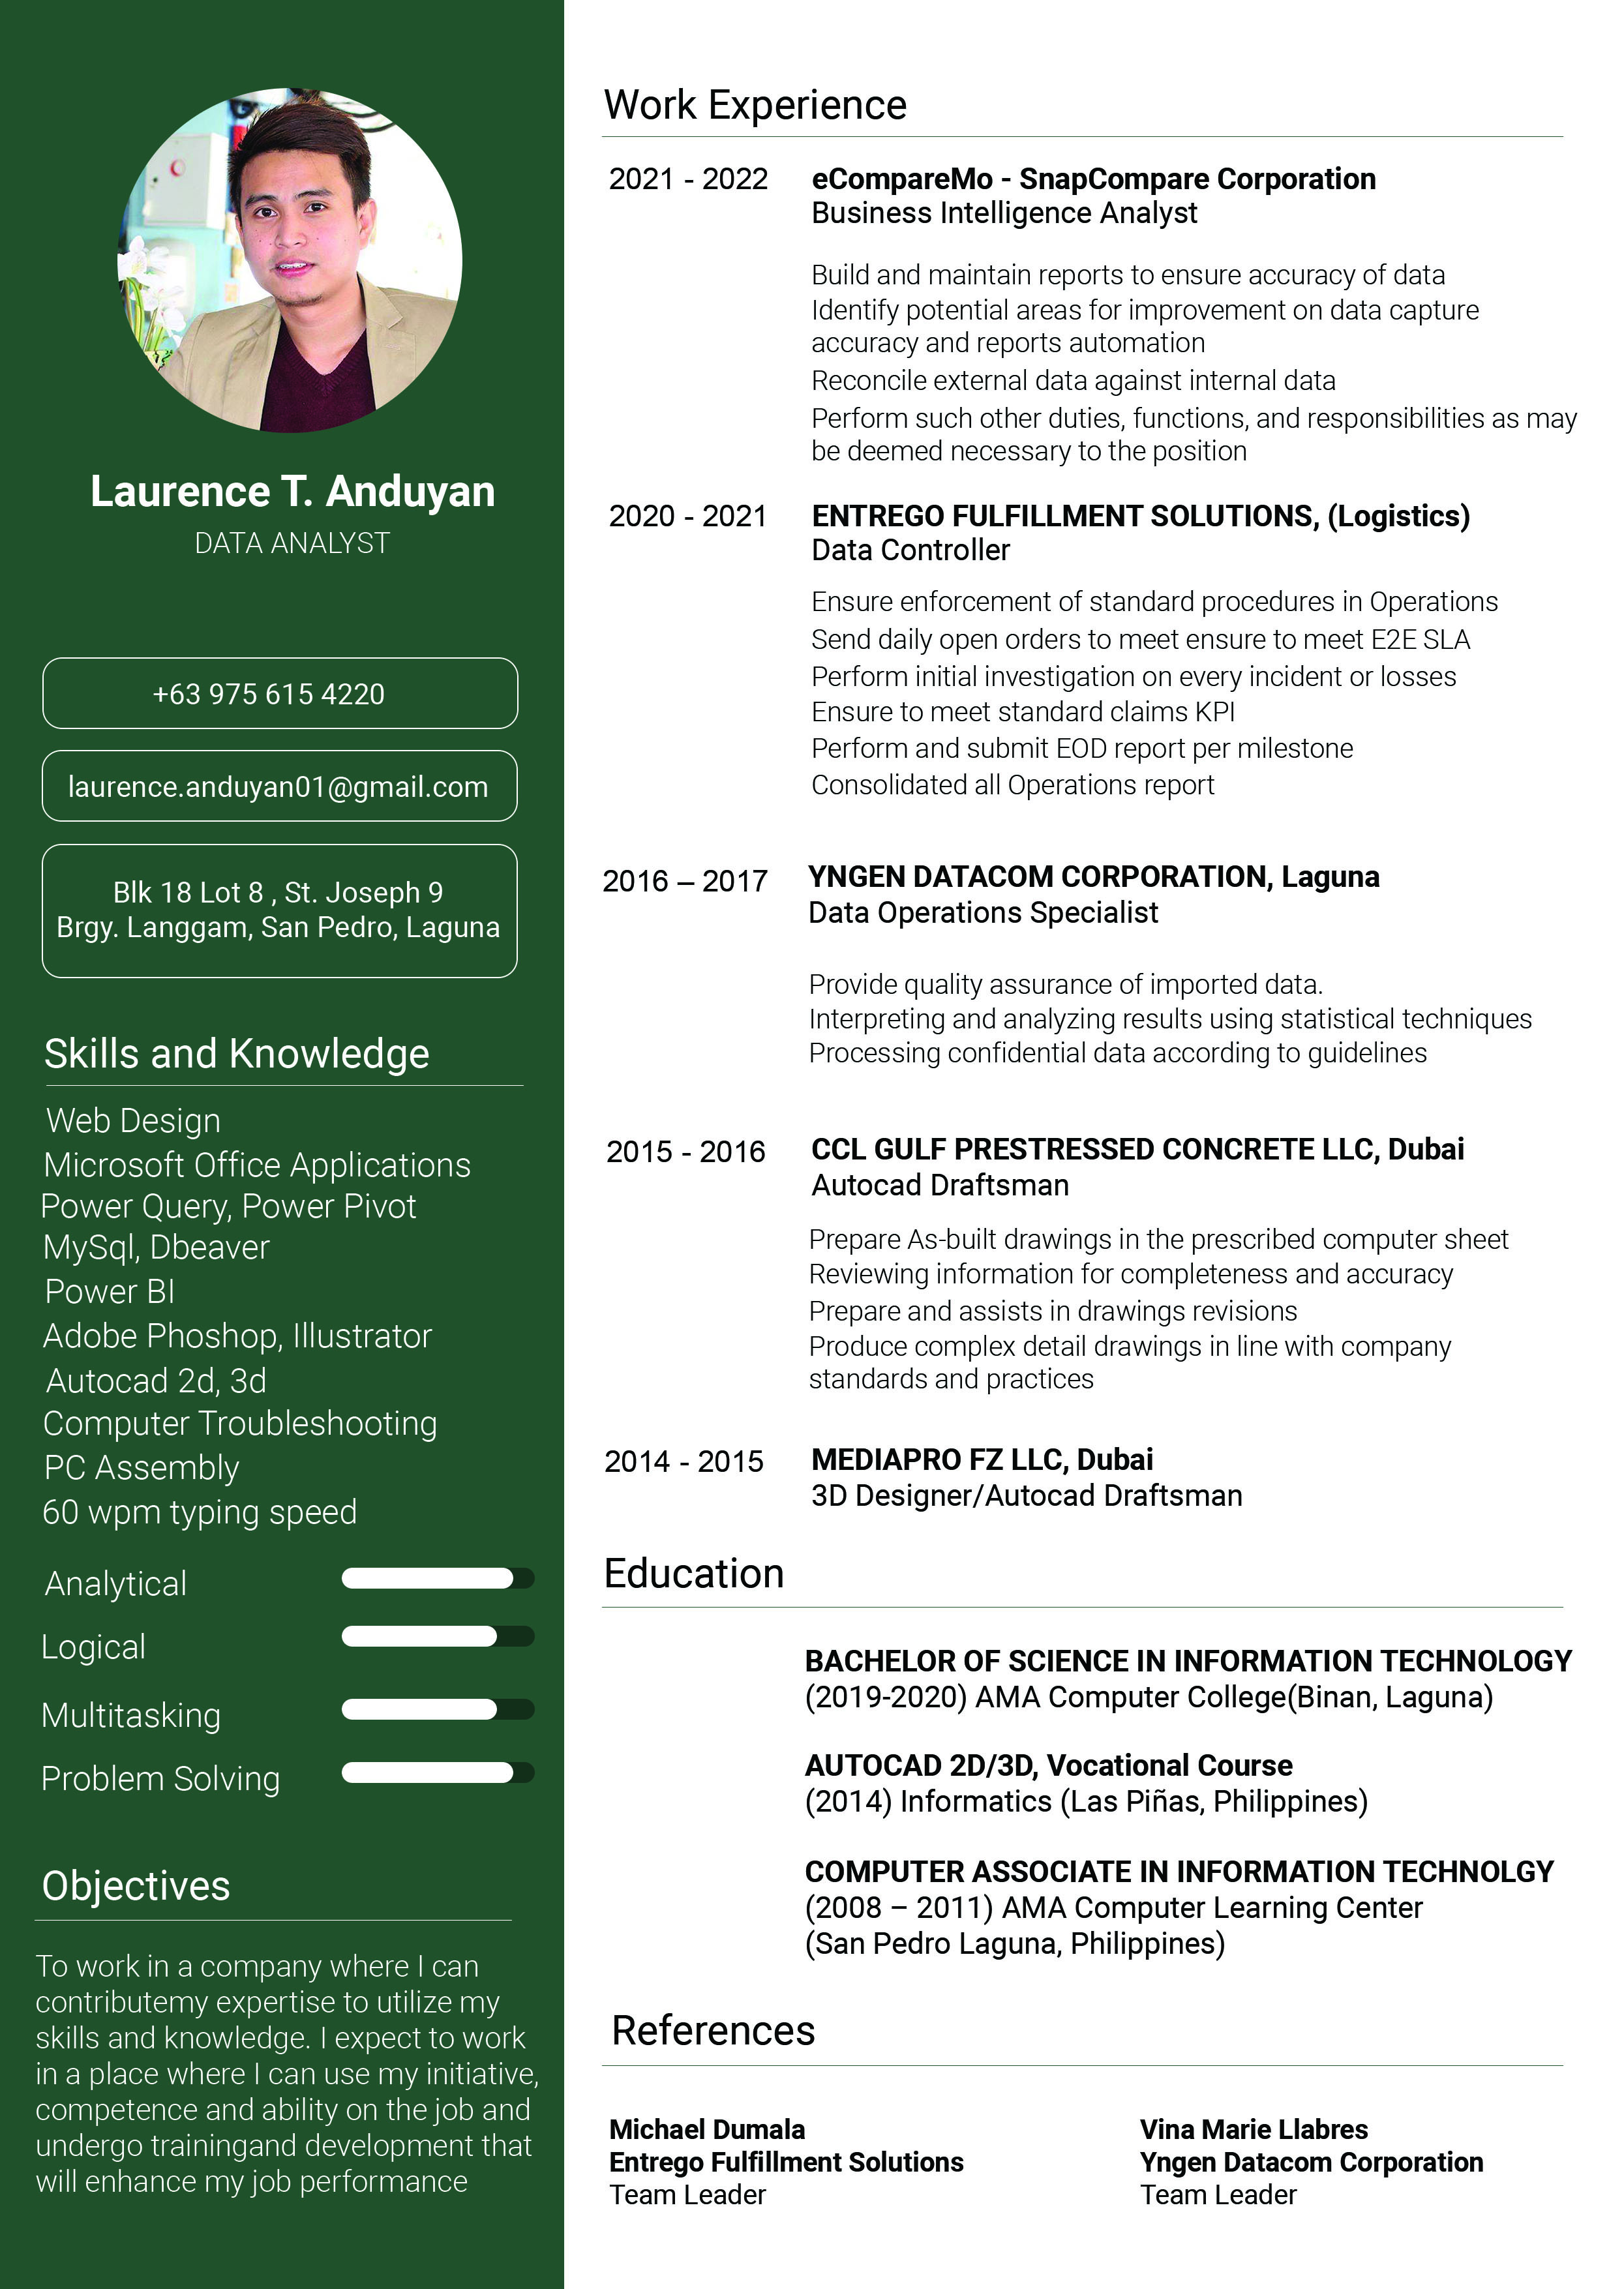 Laurence T. Anduyan
DATA ANALYST
+63 975 615 4220
laurence.anduyan01@gmail.com
Blk 18 Lot 8 , St. Joseph 9
Brgy. Langgam, San Pedro, Laguna
Skills and Knowledge
Web Design
Microsoft Office Applications
Power Query, Power Pivot
MySql, Dbeaver
Power BI
Adobe Phoshop, Illustrator
Autocad 2d, 3d
Computer Troubleshooting
PC Assembly
60 wpm typing speed
Analytical
Logical
Multitasking
Problem Solving
Objectives
To work in a company where I can
contributemy expertise to utilize my
skills and knowledge. I expect to work
in a place where I can use my initiative,
competence and ability on the job and
undergo trainingand development that
will enhance my job performance
Work Experience
2021 - 2022
eCompareMo - SnapCompare Corporation
Business Intelligence Analyst
Build and maintain reports to ensure accuracy of data
Identify potential areas for improvement on data capture
accuracy and reports automation
Reconcile external data against internal data
Perform such other duties, functions, and responsibilities as may
be deemed necessary to the position
2020 - 2021
ENTREGO FULFILLMENT SOLUTIONS, (Logistics)
Data Controller
Ensure enforcement of standard procedures in Operations
Send daily open orders to meet ensure to meet E2E SLA
Perform initial investigation on every incident or losses
Ensure to meet standard claims KPI
Perform and submit EOD report per milestone
Consolidated all Operations report
2016 – 2017
YNGEN DATACOM CORPORATION, Laguna
Data Operations Specialist
Provide quality assurance of imported data.
Interpreting and analyzing results using statistical techniques
Processing confidential data according to guidelines
2015 - 2016
CCL GULF PRESTRESSED CONCRETE LLC, Dubai
Autocad Draftsman
Prepare As-built drawings in the prescribed computer sheet
Reviewing information for completeness and accuracy
Prepare and assists in drawings revisions
Produce complex detail drawings in line with company
standards and practices
2014 - 2015
MEDIAPRO FZ LLC, Dubai
3D Designer/Autocad Draftsman
Education
BACHELOR OF SCIENCE IN INFORMATION TECHNOLOGY
(2019-2020) AMA Computer College(Binan, Laguna)
AUTOCAD 2D/3D, Vocational Course
(2014) Informatics (Las Piñas, Philippines)
COMPUTER ASSOCIATE IN INFORMATION TECHNOLGY
(2008 – 2011) AMA Computer Learning Center
(San Pedro Laguna, Philippines)
References
Michael Dumala
Entrego Fulfillment Solutions
Team Leader
Vina Marie Llabres
Yngen Datacom Corporation
Team Leader